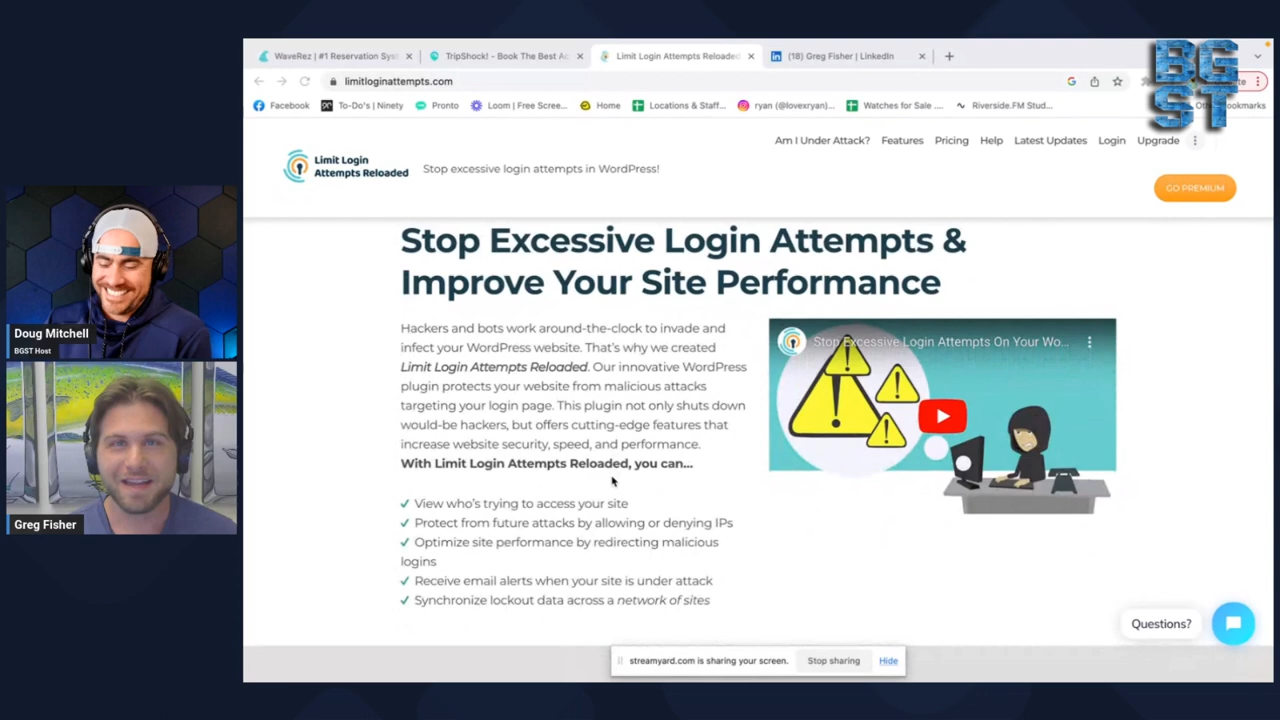 WaveRez | #1 Reservation Sys
TripShock! - Book The Best Ac
Limit Login Attempts Reloaded
(18) Greg Fisher | LinkedIn
limitloginattempts.com
Facebook
To-Do's | Ninety
Pronto
Loom | Free Scree...
Home
Locations & Staff...
ryan (@lovexryan)...
Watches for Sale ....
Riverside.FM Stud...
BG
ST
Limit Login
Attempts Reloaded
Stop excessive login attempts in WordPress!
Am I Under Attack?
Features
Pricing
Help
Latest Updates
Login
Upgrade
GO PREMIUM
Stop Excessive Login Attempts &
Improve Your Site Performance
Hackers and bots work around-the-clock to invade and
infect your WordPress website. That's why we created
Limit Login Attempts Reloaded. Our innovative WordPress
plugin protects your website from malicious attacks
targeting your login page. This plugin not only shuts down
would-be hackers, but offers cutting-edge features that
increase website security, speed, and performance.
With Limit Login Attempts Reloaded, you can...
✓ View who's trying to access your site
✓ Protect from future attacks by allowing or denying IPs
✓ Optimize site performance by redirecting malicious
logins
✓ Receive email alerts when your site is under attack
✓ Synchronize lockout data across a network of sites
Stop Excessive Login Attempts On Your Wo...
Doug Mitchell
BGST Host
Greg Fisher
Questions?
streamyard.com is sharing your screen.
Stop sharing
Hide